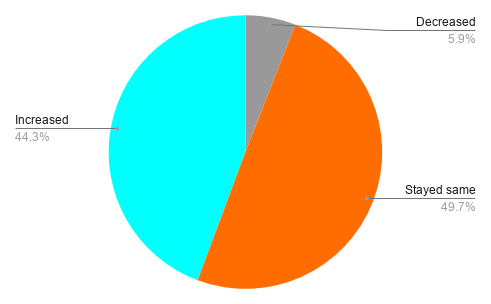 Decreased
5.9%
Increased
44.3%
Stayed same
49.7%